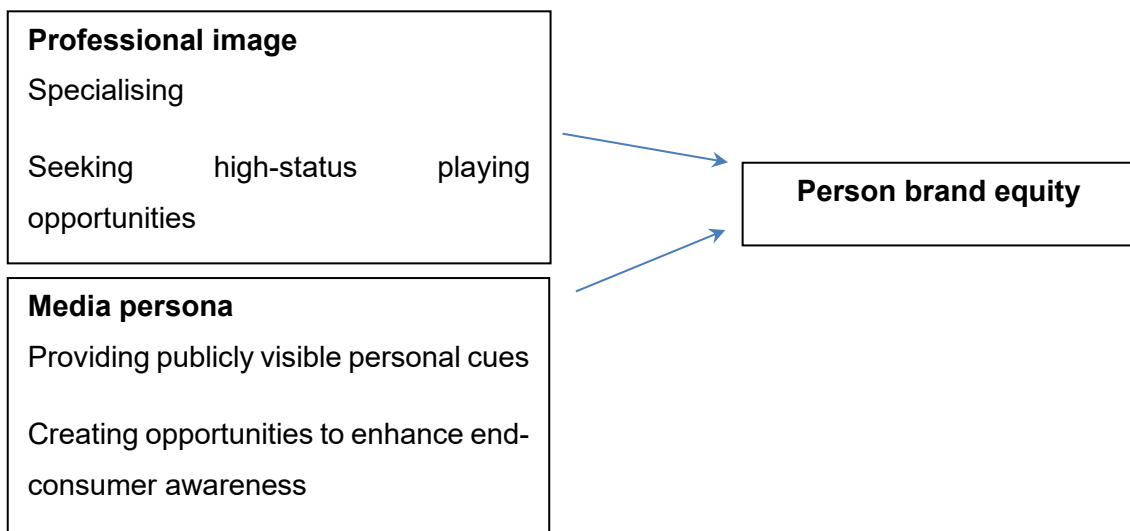 Professional image
Specialising
Seeking high-status playing
opportunities
Person brand equity
Media persona
Providing publicly visible personal cues
Creating opportunities to enhance end-
consumer awareness